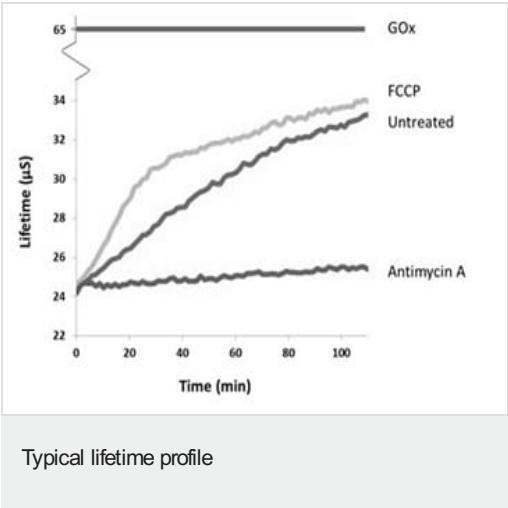 65
GOx
FCCP
34
Untreated
32
30
Lifetime (µS)
28
26
Antimycin A
24
22
0 20 40 60 80 100
Time (min)
Typical lifetime profile